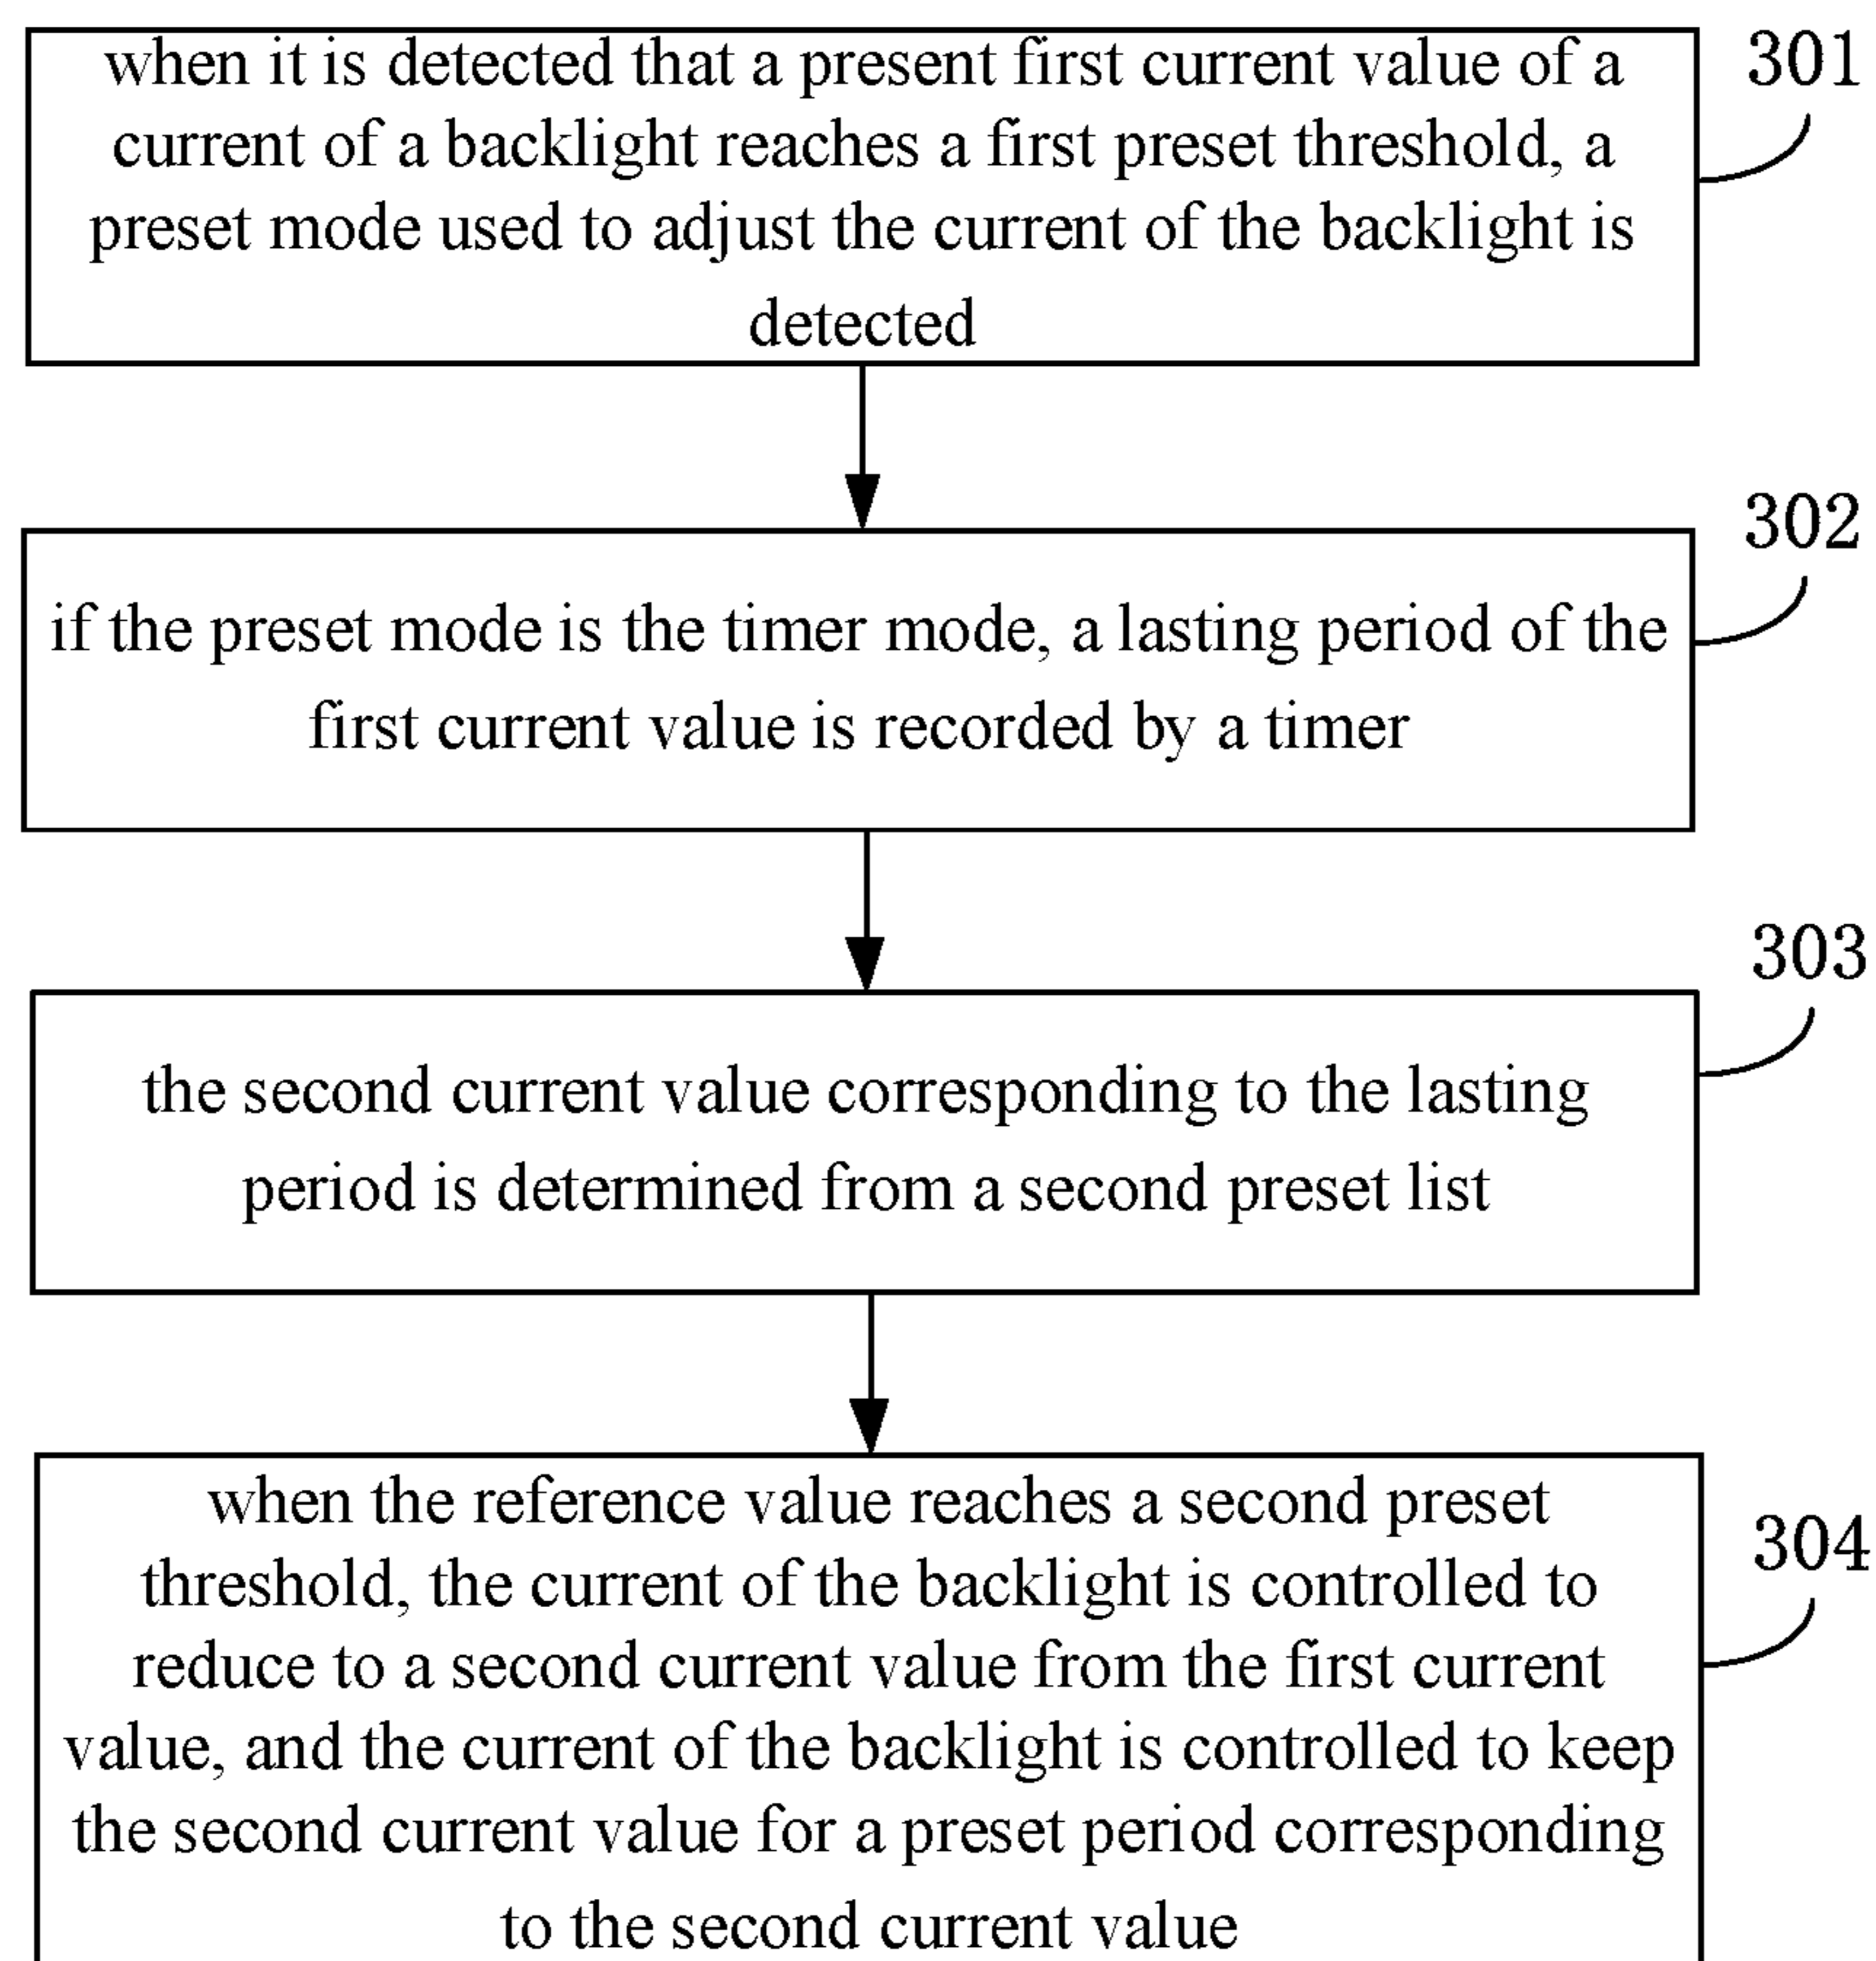 when it is detected that a present first current value of a
current of a backlight reaches a first preset threshold, a
preset mode used to adjust the current of the backlight is
detected
301
if the preset mode is the timer mode, a lasting period of the
first current value is recorded by a timer
302
the second current value corresponding to the lasting
period is determined from a second preset list
303
when the reference value reaches a second preset
threshold, the current of the backlight is controlled to
reduce to a second current value from the first current
value, and the current of the backlight is controlled to keep
the second current value for a preset period corresponding
to the second current value
304